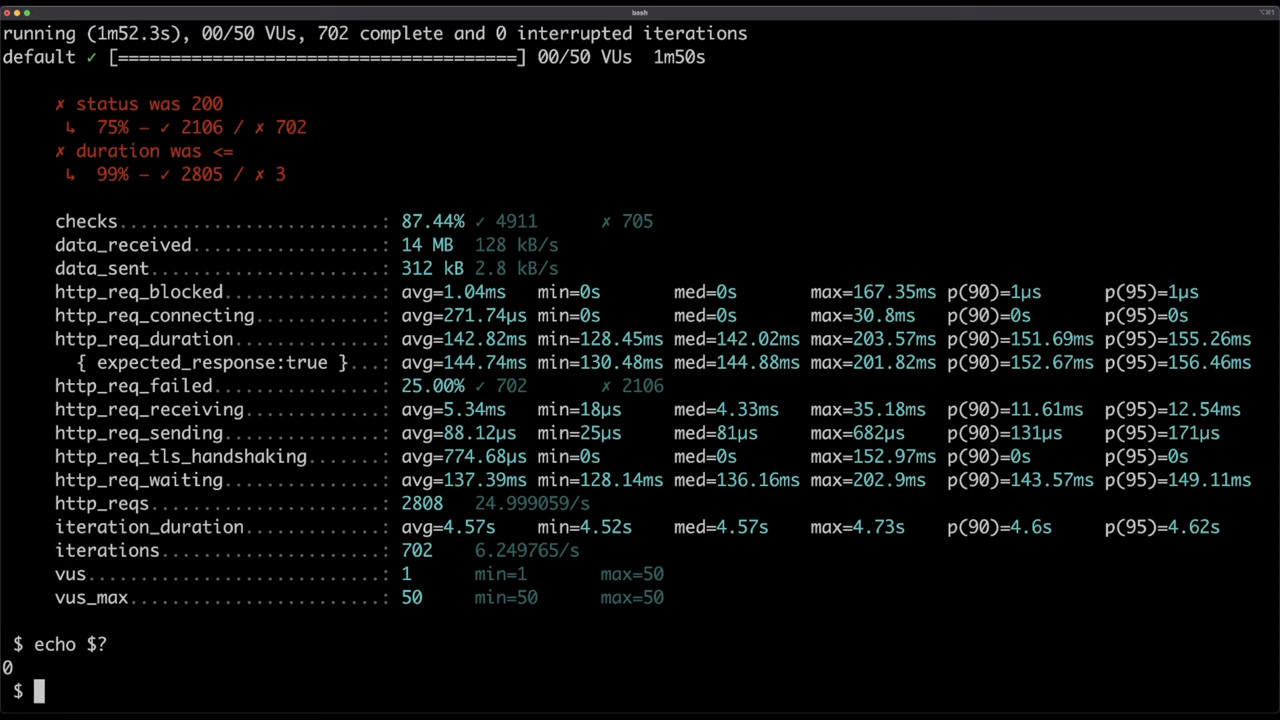 bash
⌥⌘1
running (1m52.3s), 00/50 VUs, 702 complete and 0 interrupted iterations
default ✓ [======================================] 00/50 VUs  1m50s
✗ status was 200
↳  75% — ✓ 2106 / ✗ 702
✗ duration was <=
↳  99% — ✓ 2805 / ✗ 3
checks.........................: 87.44% ✓ 4911      ✗ 705
data_received..................: 14 MB  128 kB/s
data_sent......................: 312 kB 2.8 kB/s
http_req_blocked...............: avg=1.04ms   min=0s       med=0s       max=167.35ms p(90)=1µs      p(95)=1µs
http_req_connecting............: avg=271.74µs min=0s       med=0s       max=30.8ms   p(90)=0s       p(95)=0s
http_req_duration..............: avg=142.82ms min=128.45ms med=142.02ms max=203.57ms p(90)=151.69ms p(95)=155.26ms
{ expected_response:true }...: avg=144.74ms min=130.48ms med=144.88ms max=201.82ms p(90)=152.67ms p(95)=156.46ms
http_req_failed................: 25.00% ✓ 702       ✗ 2106
http_req_receiving.............: avg=5.34ms   min=18µs     med=4.33ms   max=35.18ms  p(90)=11.61ms  p(95)=12.54ms
http_req_sending...............: avg=88.12µs  min=25µs     med=81µs     max=682µs    p(90)=131µs    p(95)=171µs
http_req_tls_handshaking.......: avg=774.68µs min=0s       med=0s       max=152.97ms p(90)=0s       p(95)=0s
http_req_waiting...............: avg=137.39ms min=128.14ms med=136.16ms max=202.9ms  p(90)=143.57ms p(95)=149.11ms
http_reqs......................: 2808   24.999059/s
iteration_duration.............: avg=4.57s    min=4.52s    med=4.57s    max=4.73s    p(90)=4.6s     p(95)=4.62s
iterations.....................: 702    6.249765/s
vus............................: 1      min=1       max=50
vus_max........................: 50     min=50      max=50
$ echo $?
0
$